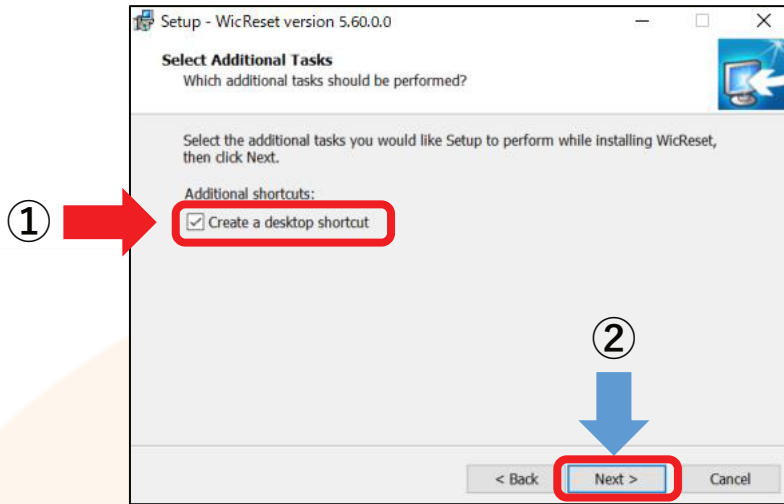 Setup - WicReset version 5.60.0.0
Select Additional Tasks
Which additional tasks should be performed?
Select the additional tasks you would like Setup to perform while installing WicReset,
then click Next.
Additional shortcuts:
① Create a desktop shortcut
②
< Back Next > Cancel